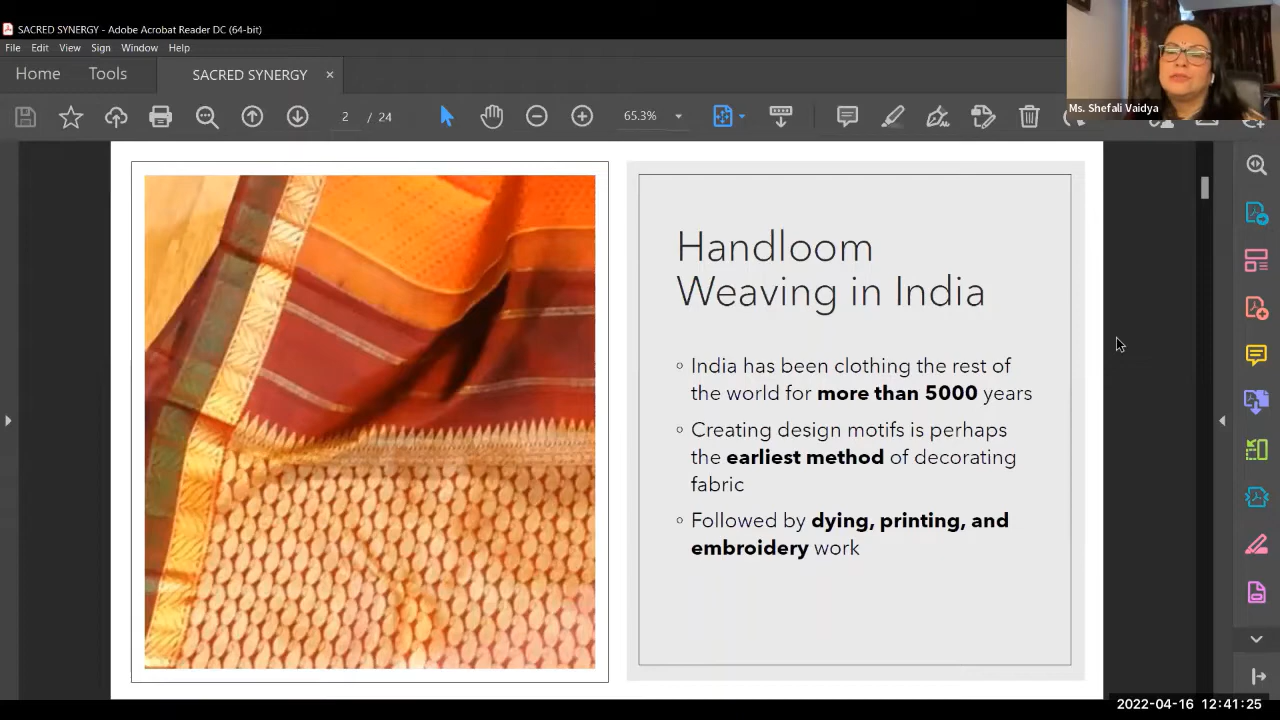 SACRED SYNERGY - Adobe Acrobat Reader DC (64-bit)
File Edit View Sign Window Help
Home Tools SACRED SYNERGY ×
2 / 24 65.3%
Ms. Shefali Vaidya
Handloom
Weaving in India
India has been clothing the rest of
the world for more than 5000 years
Creating design motifs is perhaps
the earliest method of decorating
fabric
Followed by dying, printing, and
embroidery work
2022-04-16 12:41:25